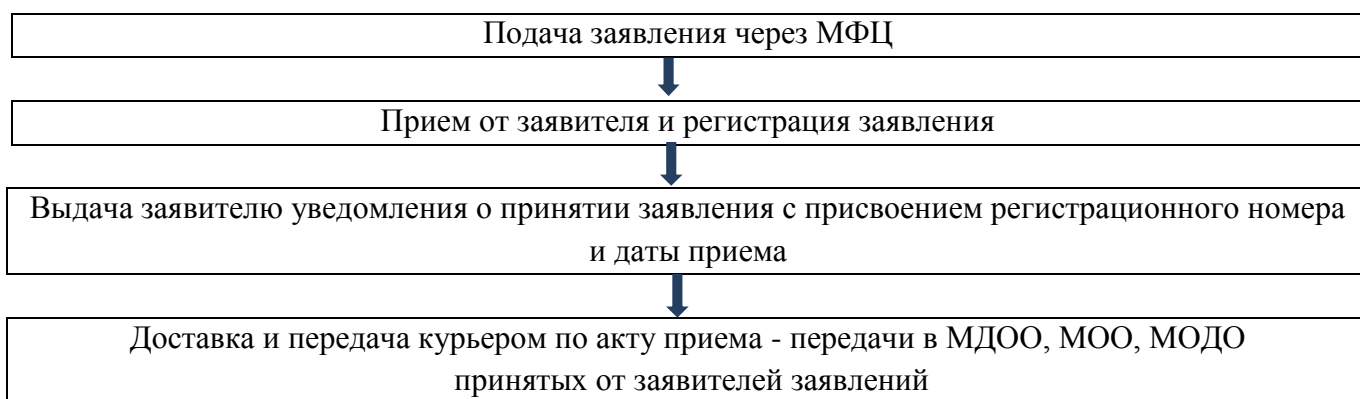 Подача заявления через МФЦ
Прием от заявителя и регистрация заявления
Выдача заявителю уведомления о принятии заявления с присвоением регистрационного номера
и даты приема
Доставка и передача курьером по акту приема - передачи в МДОО, МОО, МОДО
принятых от заявителей заявлений